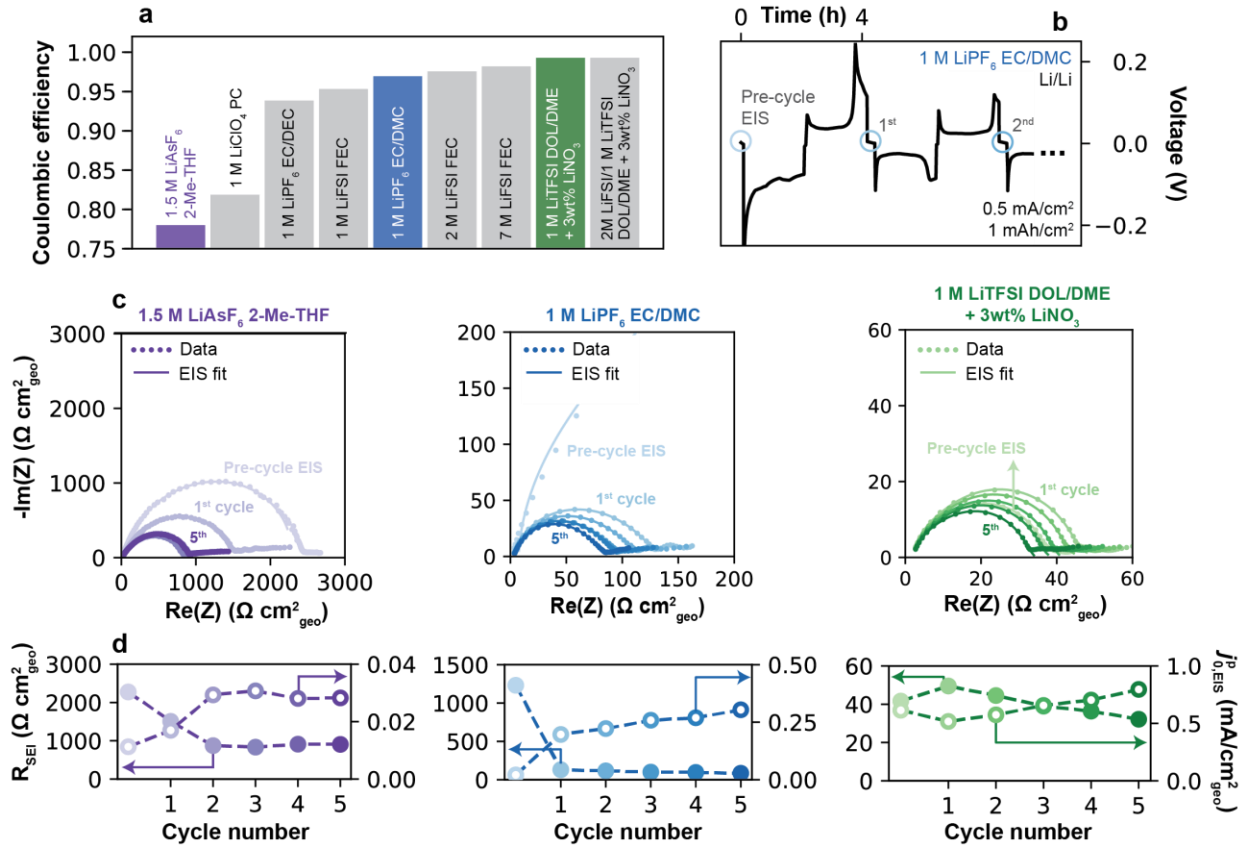 a
Coulombic efficiency
1.00
0.95
0.90
0.85
0.80
0.75
1.5 M LiAsF6
2-Me-THF
1 M LiClO4 PC
1 M LiPF6 EC/DEC
1 M LiFSI FEC
1 M LiPF6 EC/DMC
2 M LiFSI FEC
7 M LiFSI FEC
1 M LiTFSI DOL/DME
+ 3wt% LiNO3
2M LiFSI/1 M LiTFSI
DOL/DME + 3wt% LiNO3
b
Time (h)
0
4
1 M LiPF6 EC/DMC
Li/Li
Pre-cycle
EIS
1st
2nd
0.5 mA/cm2
1 mAh/cm2
0.2
0.0
−0.2
Voltage (V)
c
1.5 M LiAsF6 2-Me-THF
-Im(Z) (Ω cm2geo)
3000
2000
1000
0
Data
EIS fit
Pre-cycle EIS
1st cycle
5th
0 1000 2000 3000
Re(Z) (Ω cm2geo)
1 M LiPF6 EC/DMC
200
150
100
50
0
Data
EIS fit
Pre-cycle EIS
1st cycle
5th
0 50 100 150 200
Re(Z) (Ω cm2geo)
1 M LiTFSI DOL/DME
+ 3wt% LiNO3
60
40
20
0
Data
EIS fit
Pre-cycle EIS
1st cycle
5th
0 20 40 60
Re(Z) (Ω cm2geo)
d
RSEI (Ω cm2geo)
3000
2000
1000
0
0.04
0.02
0.00
1 2 3 4 5
Cycle number
1500
1000
500
0
0.50
0.25
0.00
1 2 3 4 5
Cycle number
60
40
20
0
1.0
0.5
0.0
1 2 3 4 5
Cycle number
jp0,EIS (mA/cm2geo)